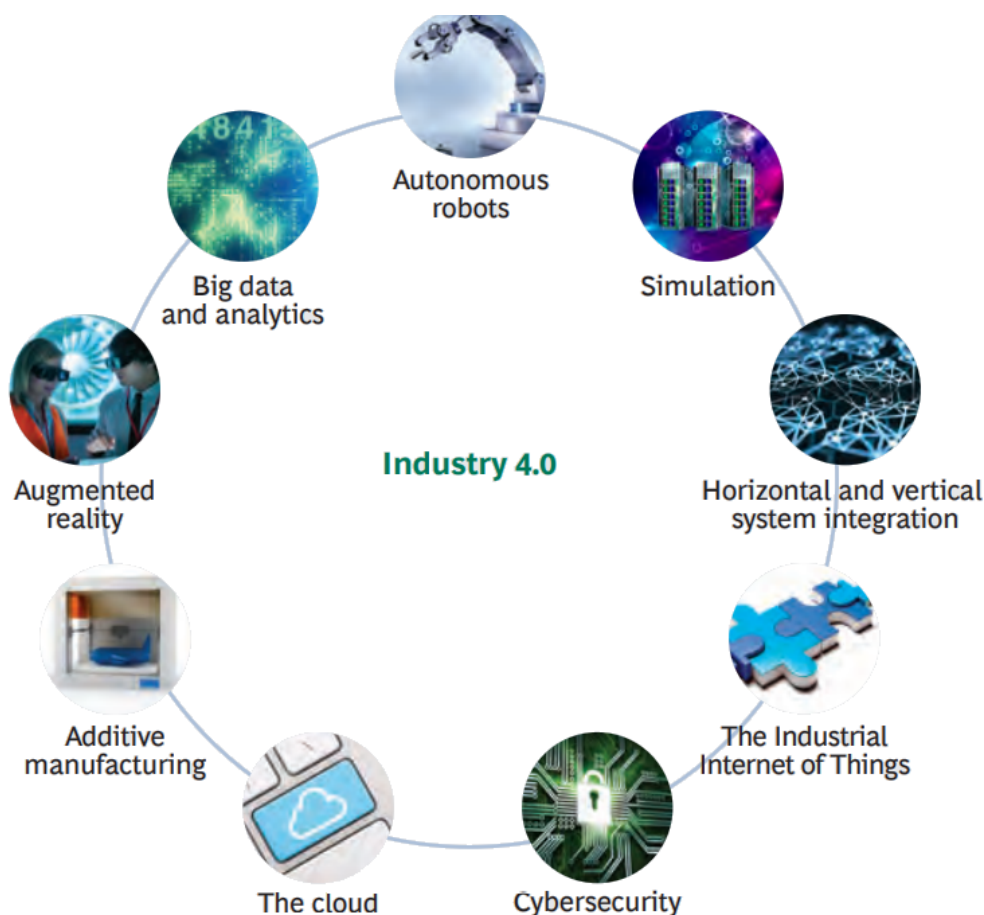 Autonomous
robots
Simulation
Horizontal and vertical
system integration
The Industrial
Internet of Things
Cybersecurity
The cloud
Additive
manufacturing
Augmented
reality
Big data
and analytics
Industry 4.0